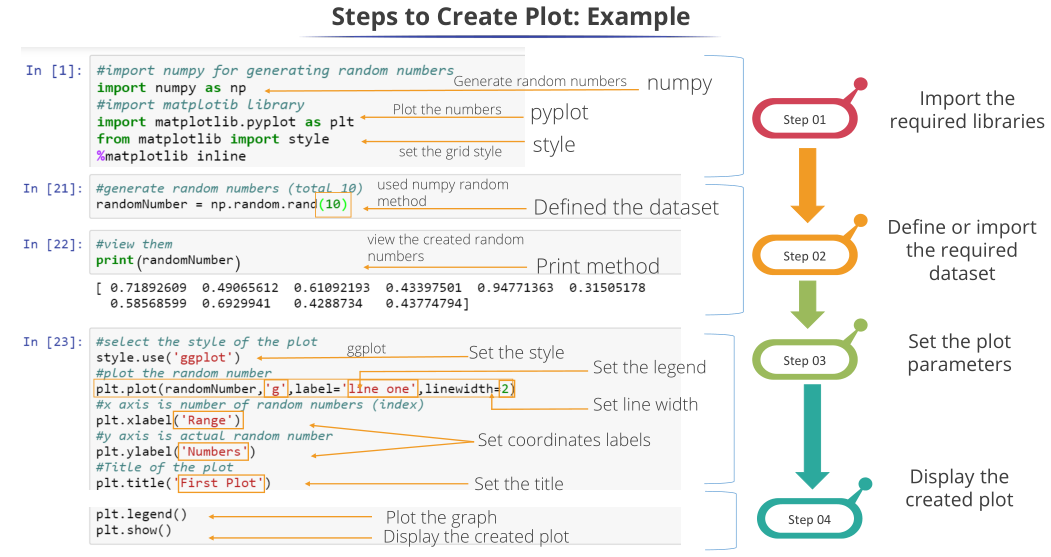 Steps to Create Plot: Example
In [1]:
#import numpy for generating random numbers
import numpy as np
#import matplotib library
import matplotlib.pyplot as plt
from matplotlib import style
%matplotlib inline
Generate random numbers
numpy
Plot the numbers
pyplot
set the grid style
style
Step 01
Import the
required libraries
In [21]:
#generate random numbers (total 10)
randomNumber = np.random.rand(10)
used numpy random
method
Defined the dataset
In [22]:
#view them
print(randomNumber)
view the created random
numbers
Print method
[ 0.71892609 0.49065612 0.61092193 0.43397501 0.94771363 0.31505178
0.58568599 0.6929941 0.4288734 0.43774794]
Step 02
Define or import
the required
dataset
In [23]:
#select the style of the plot
style.use('ggplot')
#plot the random number
plt.plot(randomNumber,'g',label='line one',linewidth=2)
#x axis is number of random numbers (index)
plt.xlabel('Range')
#y axis is actual random number
plt.ylabel('Numbers')
#Title of the plot
plt.title('First Plot')
ggplot
Set the style
Set the legend
Set line width
Set coordinates labels
Set the title
Step 03
Set the plot
parameters
plt.legend()
plt.show()
Plot the graph
Display the created plot
Step 04
Display the
created plot